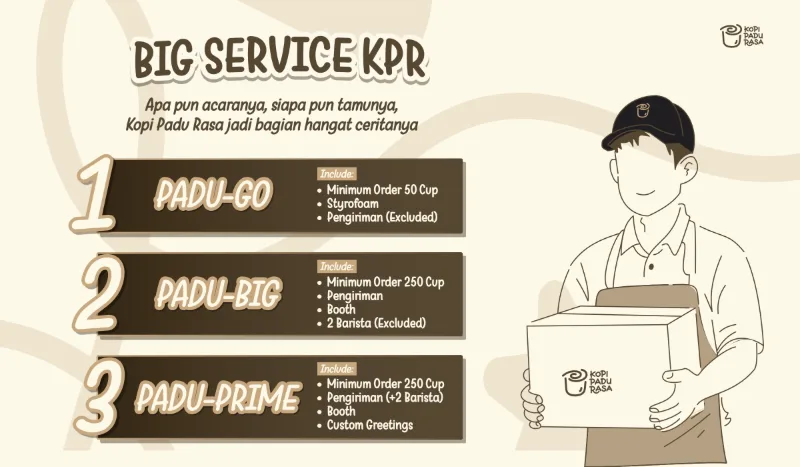 BIG SERVICE KPR
KOPI
PADU
RASA
Apa pun acaranya, siapa pun tamunya,
Kopi Padu Rasa jadi bagian hangat ceritanya
1
PADU-GO
Include:
• Minimum Order 50 Cup
• Styrofoam
• Pengiriman (Excluded)
2
PADU-BIG
Include:
• Minimum Order 250 Cup
• Pengiriman
• Booth
• 2 Barista (Excluded)
3
PADU-PRIME
Include:
• Minimum Order 250 Cup
• Pengiriman (+2 Barista)
• Booth
• Custom Greetings
KOPI
PADU
RASA